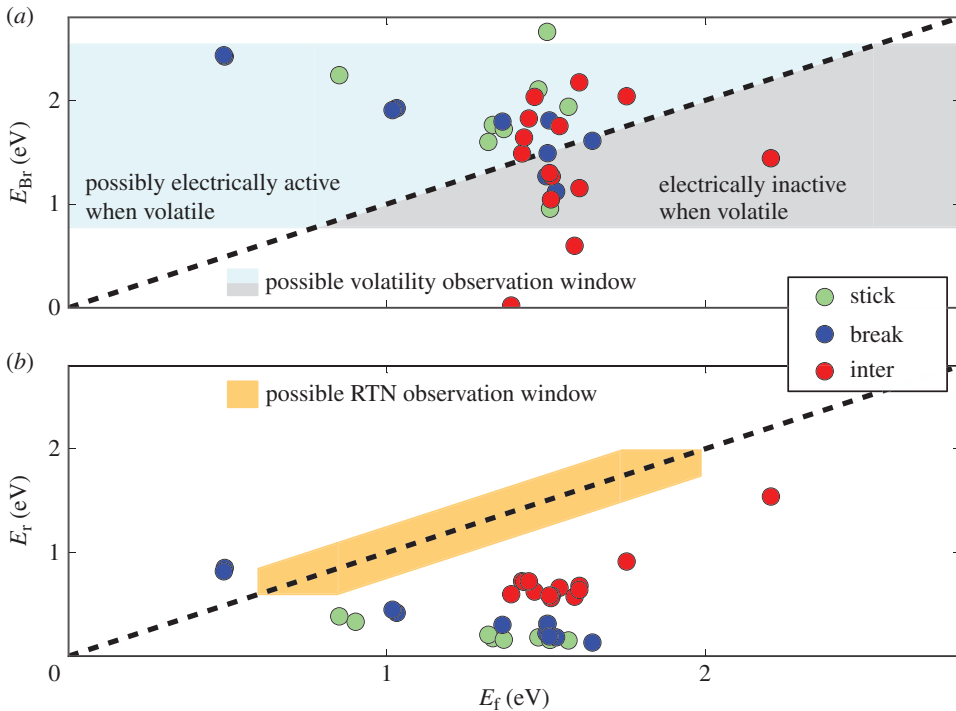 (a)
2
1
0
E_Br (eV)
possibly electrically active
when volatile
electrically inactive
when volatile
possible volatility observation window
stick
break
inter
(b)
possible RTN observation window
2
1
0
E_r (eV)
1
2
E_f (eV)